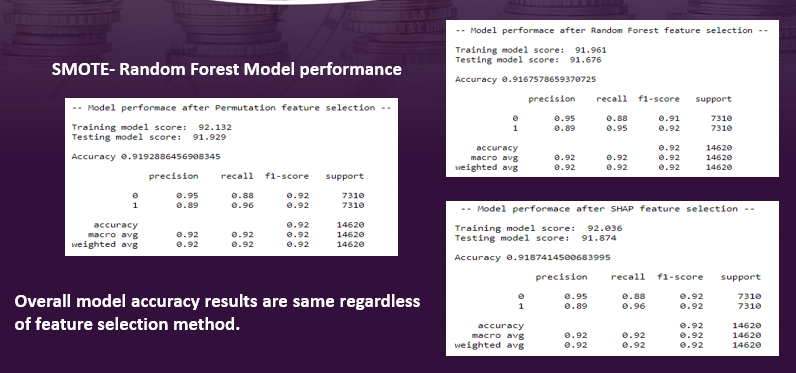 SMOTE- Random Forest Model performance
-- Model performace after Permutation feature selection --
Training model score: 92.132
Testing model score: 91.929
Accuracy 0.9192886456908345
precision recall f1-score support
0 0.95 0.88 0.92 7310
1 0.89 0.96 0.92 7310
accuracy 0.92 14620
macro avg 0.92 0.92 0.92 14620
weighted avg 0.92 0.92 0.92 14620
Overall model accuracy results are same regardless
of feature selection method.
-- Model performace after Random Forest feature selection --
Training model score: 91.961
Testing model score: 91.676
Accuracy 0.9167578659370725
precision recall f1-score support
0 0.95 0.88 0.91 7310
1 0.89 0.95 0.92 7310
accuracy 0.92 14620
macro avg 0.92 0.92 0.92 14620
weighted avg 0.92 0.92 0.92 14620
-- Model performace after SHAP feature selection --
Training model score: 92.036
Testing model score: 91.874
Accuracy 0.9187414500683995
precision recall f1-score support
0 0.95 0.88 0.92 7310
1 0.89 0.96 0.92 7310
accuracy 0.92 14620
macro avg 0.92 0.92 0.92 14620
weighted avg 0.92 0.92 0.92 14620